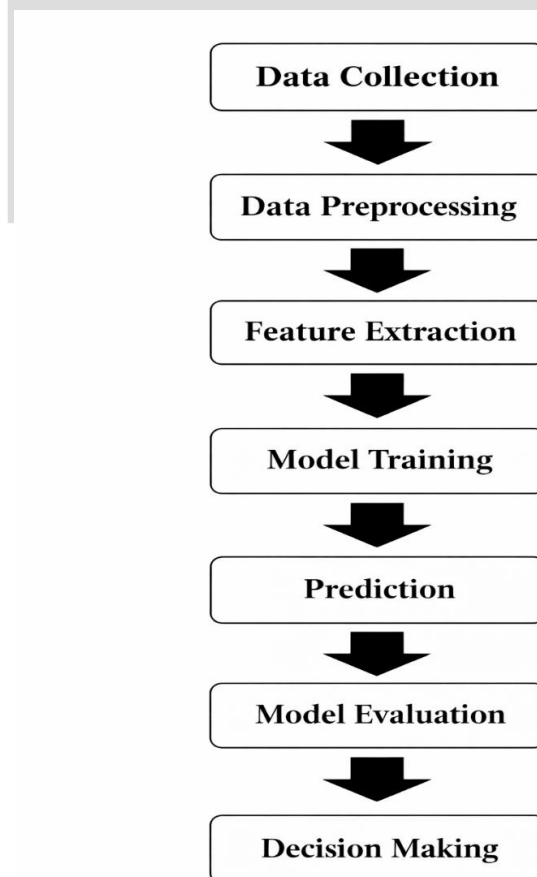 Data Collection
Data Preprocessing
Feature Extraction
Model Training
Prediction
Model Evaluation
Decision Making